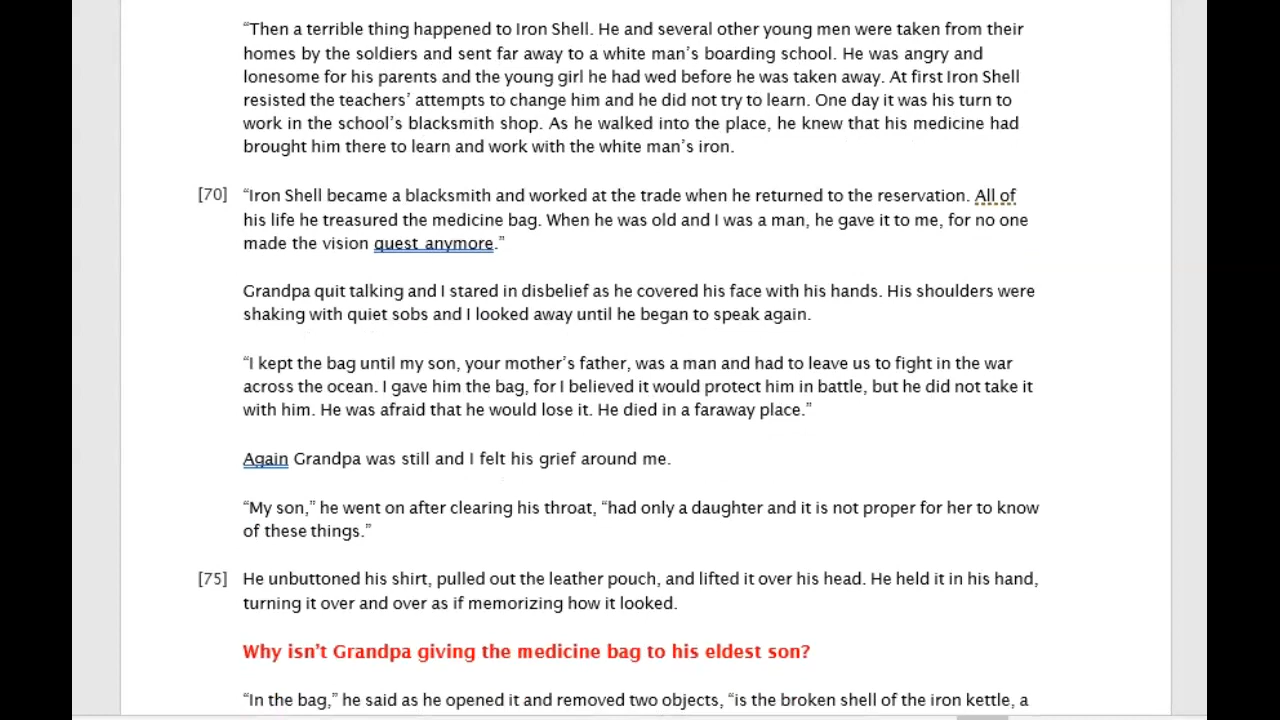 “Then a terrible thing happened to Iron Shell. He and several other young men were taken from their
homes by the soldiers and sent far away to a white man’s boarding school. He was angry and
lonesome for his parents and the young girl he had wed before he was taken away. At first Iron Shell
resisted the teachers’ attempts to change him and he did not try to learn. One day it was his turn to
work in the school’s blacksmith shop. As he walked into the place, he knew that his medicine had
brought him there to learn and work with the white man’s iron.
[70] “Iron Shell became a blacksmith and worked at the trade when he returned to the reservation. All of
his life he treasured the medicine bag. When he was old and I was a man, he gave it to me, for no one
made the vision quest anymore.”
Grandpa quit talking and I stared in disbelief as he covered his face with his hands. His shoulders were
shaking with quiet sobs and I looked away until he began to speak again.
“I kept the bag until my son, your mother’s father, was a man and had to leave us to fight in the war
across the ocean. I gave him the bag, for I believed it would protect him in battle, but he did not take it
with him. He was afraid that he would lose it. He died in a faraway place.”
Again Grandpa was still and I felt his grief around me.
“My son,” he went on after clearing his throat, “had only a daughter and it is not proper for her to know
of these things.”
[75] He unbuttoned his shirt, pulled out the leather pouch, and lifted it over his head. He held it in his hand,
turning it over and over as if memorizing how it looked.
Why isn’t Grandpa giving the medicine bag to his eldest son?
“In the bag,” he said as he opened it and removed two objects, “is the broken shell of the iron kettle, a